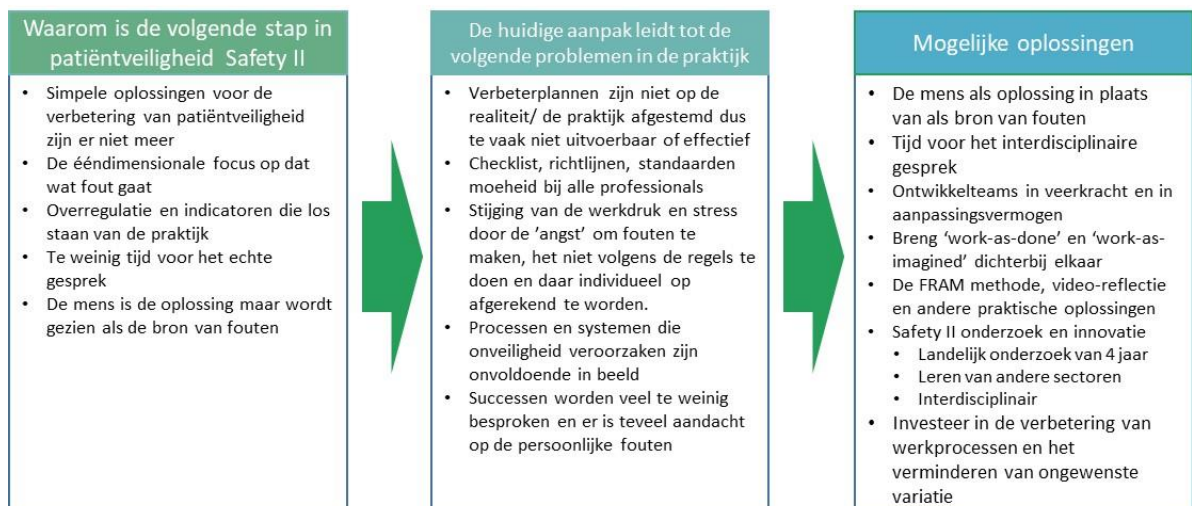 Waarom is de volgende stap in
patiëntveiligheid Safety II
• Simpele oplossingen voor de
verbetering van patiëntveiligheid
zijn er niet meer
• De ééndimensionale focus op dat
wat fout gaat
• Overregulatie en indicatoren die los
staan van de praktijk
• Te weinig tijd voor het echte
gesprek
• De mens is de oplossing maar wordt
gezien als de bron van fouten
De huidige aanpak leidt tot de
volgende problemen in de praktijk
• Verbeterplannen zijn niet op de
realiteit/ de praktijk afgestemd dus
te vaak niet uitvoerbaar of effectief
• Checklist, richtlijnen, standaarden
moeheid bij alle professionals
• Stijging van de werkdruk en stress
door de ’angst’ om fouten te
maken, het niet volgens de regels te
doen en daar individueel op
afgerekend te worden.
• Processen en systemen die
onveiligheid veroorzaken zijn
onvoldoende in beeld
• Successen worden veel te weinig
besproken en er is teveel aandacht
op de persoonlijke fouten
Mogelijke oplossingen
• De mens als oplossing in plaats
van als bron van fouten
• Tijd voor het interdisciplinaire
gesprek
• Ontwikkelteams in veerkracht en in
aanpassingsvermogen
• Breng ‘work-as-done’ en ‘work-as-
imagined’ dichterbij elkaar
• De FRAM methode, video-reflectie
en andere praktische oplossingen
• Safety II onderzoek en innovatie
• Landelijk onderzoek van 4 jaar
• Leren van andere sectoren
• Interdisciplinair
• Investeer in de verbetering van
werkprocessen en het
verminderen van ongewenste
variatie